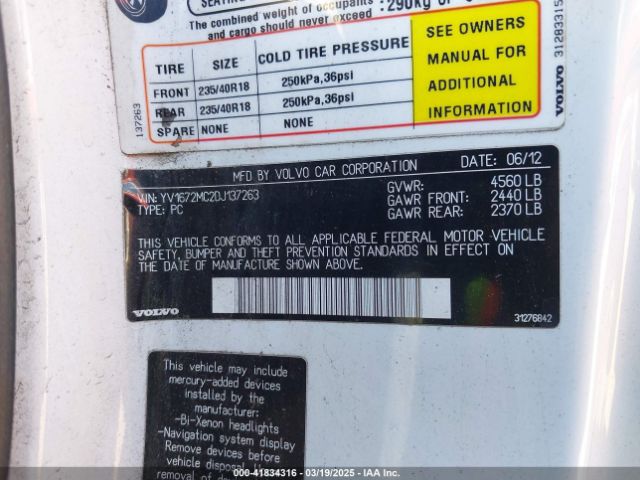 The combined weight of occupants :290kg or
and cargo should never exceed
TIRE SIZE COLD TIRE PRESSURE
FRONT 235/40R18 250kPa,36psi
REAR 235/40R18 250kPa,36psi
SPARE NONE NONE
SEE OWNERS
MANUAL FOR
ADDITIONAL
INFORMATION
137263
VOLVO 31283315
MFD BY VOLVO CAR CORPORATION DATE: 06/12
VIN: YV1672MC2DJ137263
TYPE: PC
GVWR: 4560 LB
GAWR FRONT: 2440 LB
GAWR REAR: 2370 LB
THIS VEHICLE CONFORMS TO ALL APPLICABLE FEDERAL MOTOR VEHICLE
SAFETY, BUMPER AND THEFT PREVENTION STANDARDS IN EFFECT ON
THE DATE OF MANUFACTURE SHOWN ABOVE.
VOLVO 31276842
This vehicle may include
mercury-added devices
installed by the
manufacturer:
-Bi-Xenon headlights
-Navigation system display
Remove devices before
vehicle disposal.
removal of
000-41834316 — 03/19/2025 — IAA Inc.